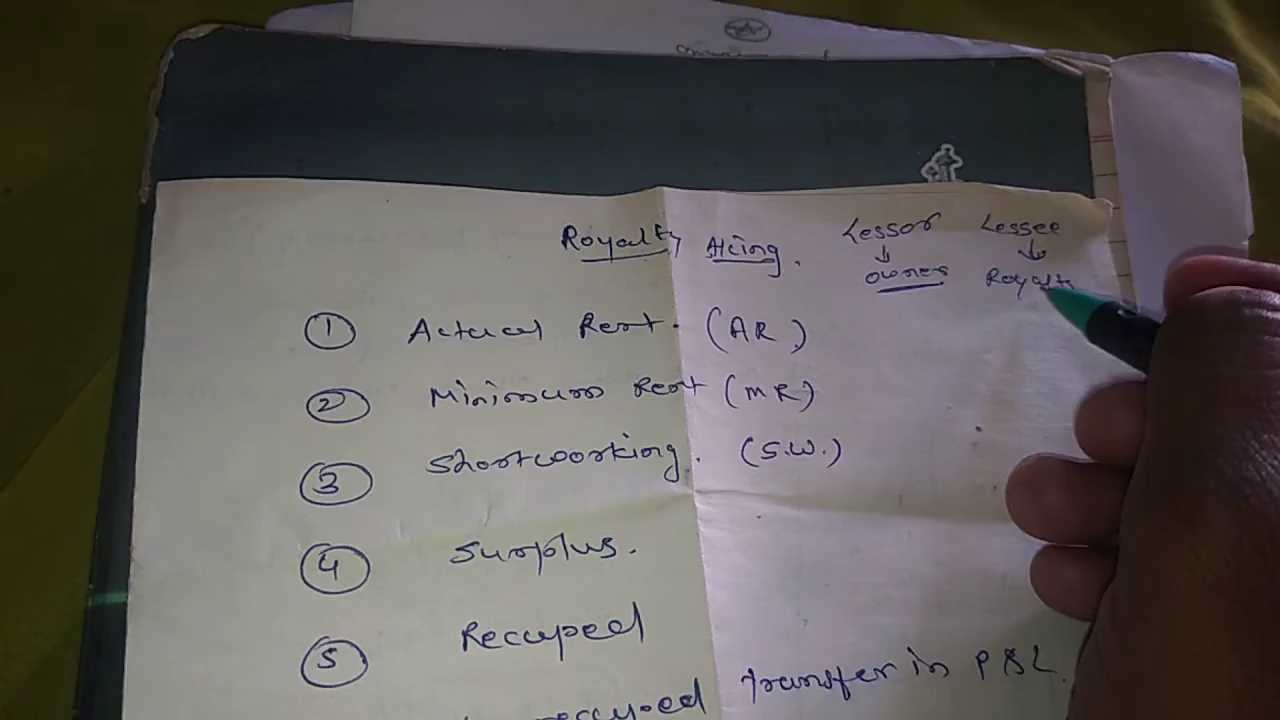 Royalty A/cing.
Lessor Lessee
↓ ↓
owner Royalty
① Actual Rent. (AR)
② Minimum Rent (MR)
③ Shortworking. (S.W.)
④ Surplus.
⑤ Recuped
transfer in P&L.